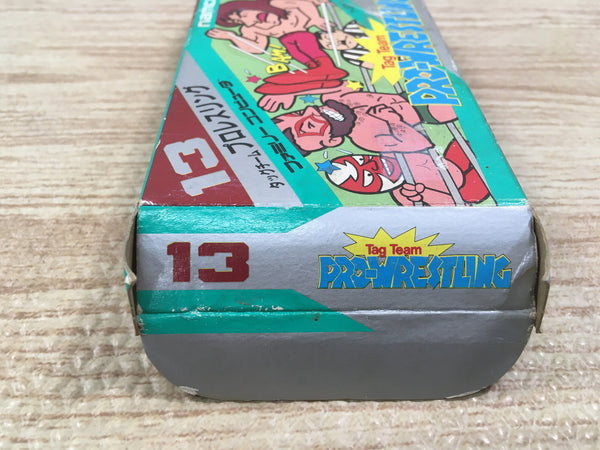 namco
Tag Team
PRO-WRESTLING
BAM!
13
タッグチーム プロレスリング
ファミリーコンピュータ
13
Tag Team
PRO-WRESTLING